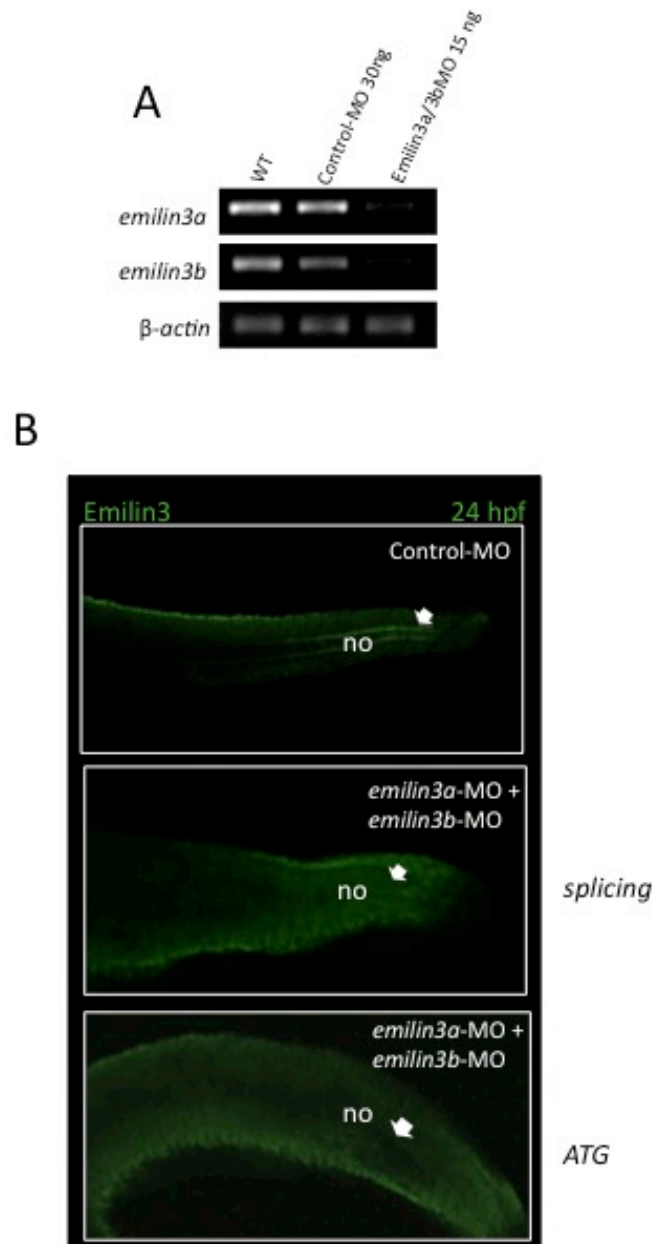 A
WT
Control-MO 30ng
Emilin3a/3bMO 15 ng
emilin3a
emilin3b
β-actin
B
Emilin3 24 hpf
Control-MO
no
emilin3a-MO +
emilin3b-MO
no
splicing
emilin3a-MO +
emilin3b-MO
no
ATG